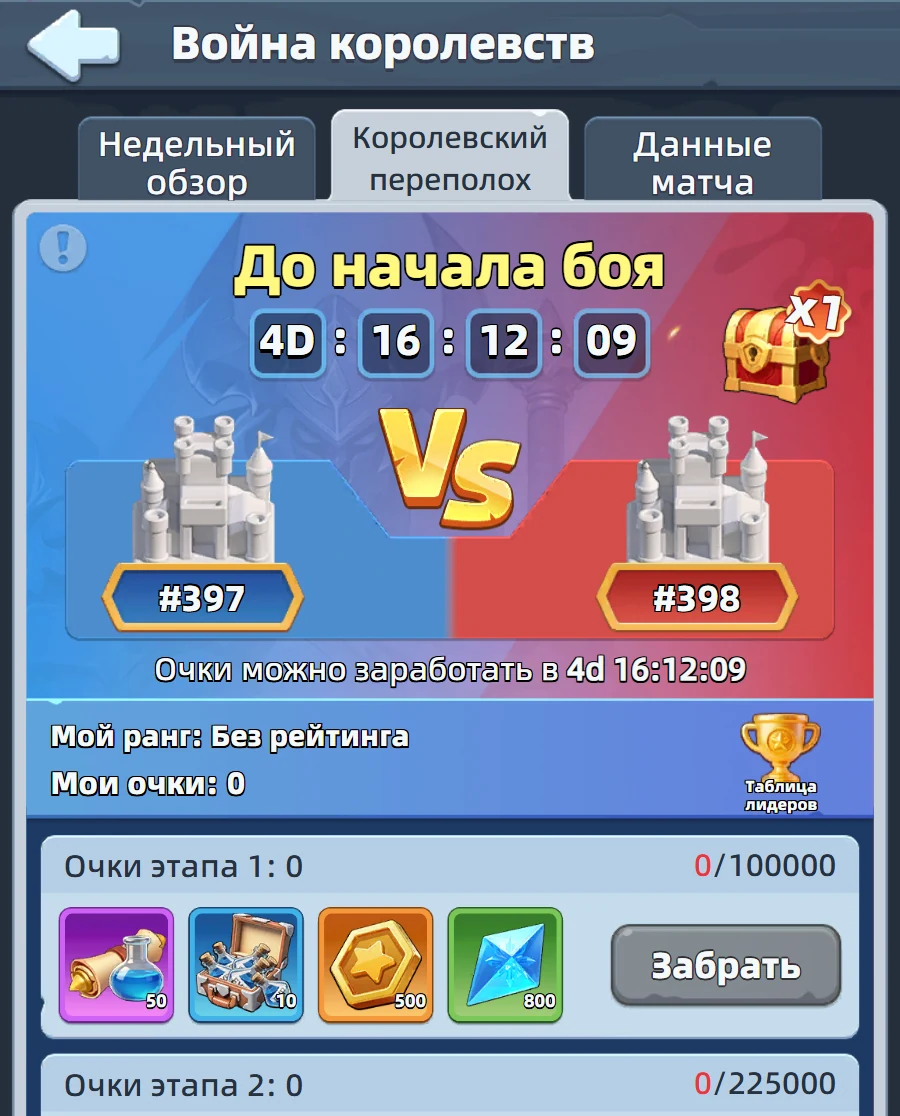 Война королевств
Недельный
обзор
Королевский
переполох
Данные
матча
До начала боя
x1
4D : 16 : 12 : 09
VS
#397
#398
Очки можно заработать в 4d 16:12:09
Мой ранг: Без рейтинга
Мои очки: 0
Таблица
лидеров
Очки этапа 1: 0
0/100000
50
10
500
800
Забрать
Очки этапа 2: 0
0/225000